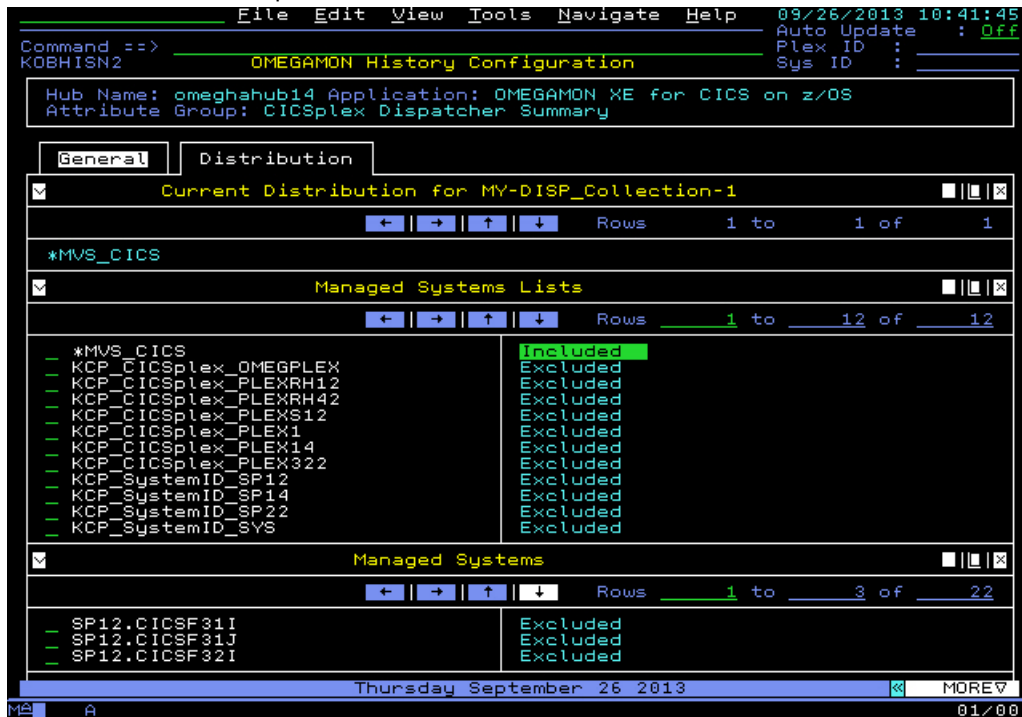 File Edit View Tools Navigate Help 09/26/2013 10:41:45
Auto Update : Off
Command ==> Plex ID :
KOBHISN2 OMEGAMON History Configuration Sys ID :
Hub Name: omeghahub14 Application: OMEGAMON XE for CICS on z/OS
Attribute Group: CICSplex Dispatcher Summary
General Distribution
Current Distribution for MY-DISP_Collection-1
Rows 1 to 1 of 1
*MVS_CICS
Managed Systems Lists
Rows 1 to 12 of 12
_ *MVS_CICS Included
_ KCP_CICSplex_OMEGPLEX Excluded
_ KCP_CICSplex_PLEXRH12 Excluded
_ KCP_CICSplex_PLEXRH42 Excluded
_ KCP_CICSplex_PLEXS12 Excluded
_ KCP_CICSplex_PLEX1 Excluded
_ KCP_CICSplex_PLEX14 Excluded
_ KCP_CICSplex_PLEX322 Excluded
_ KCP_SystemID_SP12 Excluded
_ KCP_SystemID_SP14 Excluded
_ KCP_SystemID_SP22 Excluded
_ KCP_SystemID_SYS Excluded
Managed Systems
Rows 1 to 3 of 22
_ SP12.CICSF31I Excluded
_ SP12.CICSF31J Excluded
_ SP12.CICSF32I Excluded
Thursday September 26 2013 « MORE▽
MA A 01/00